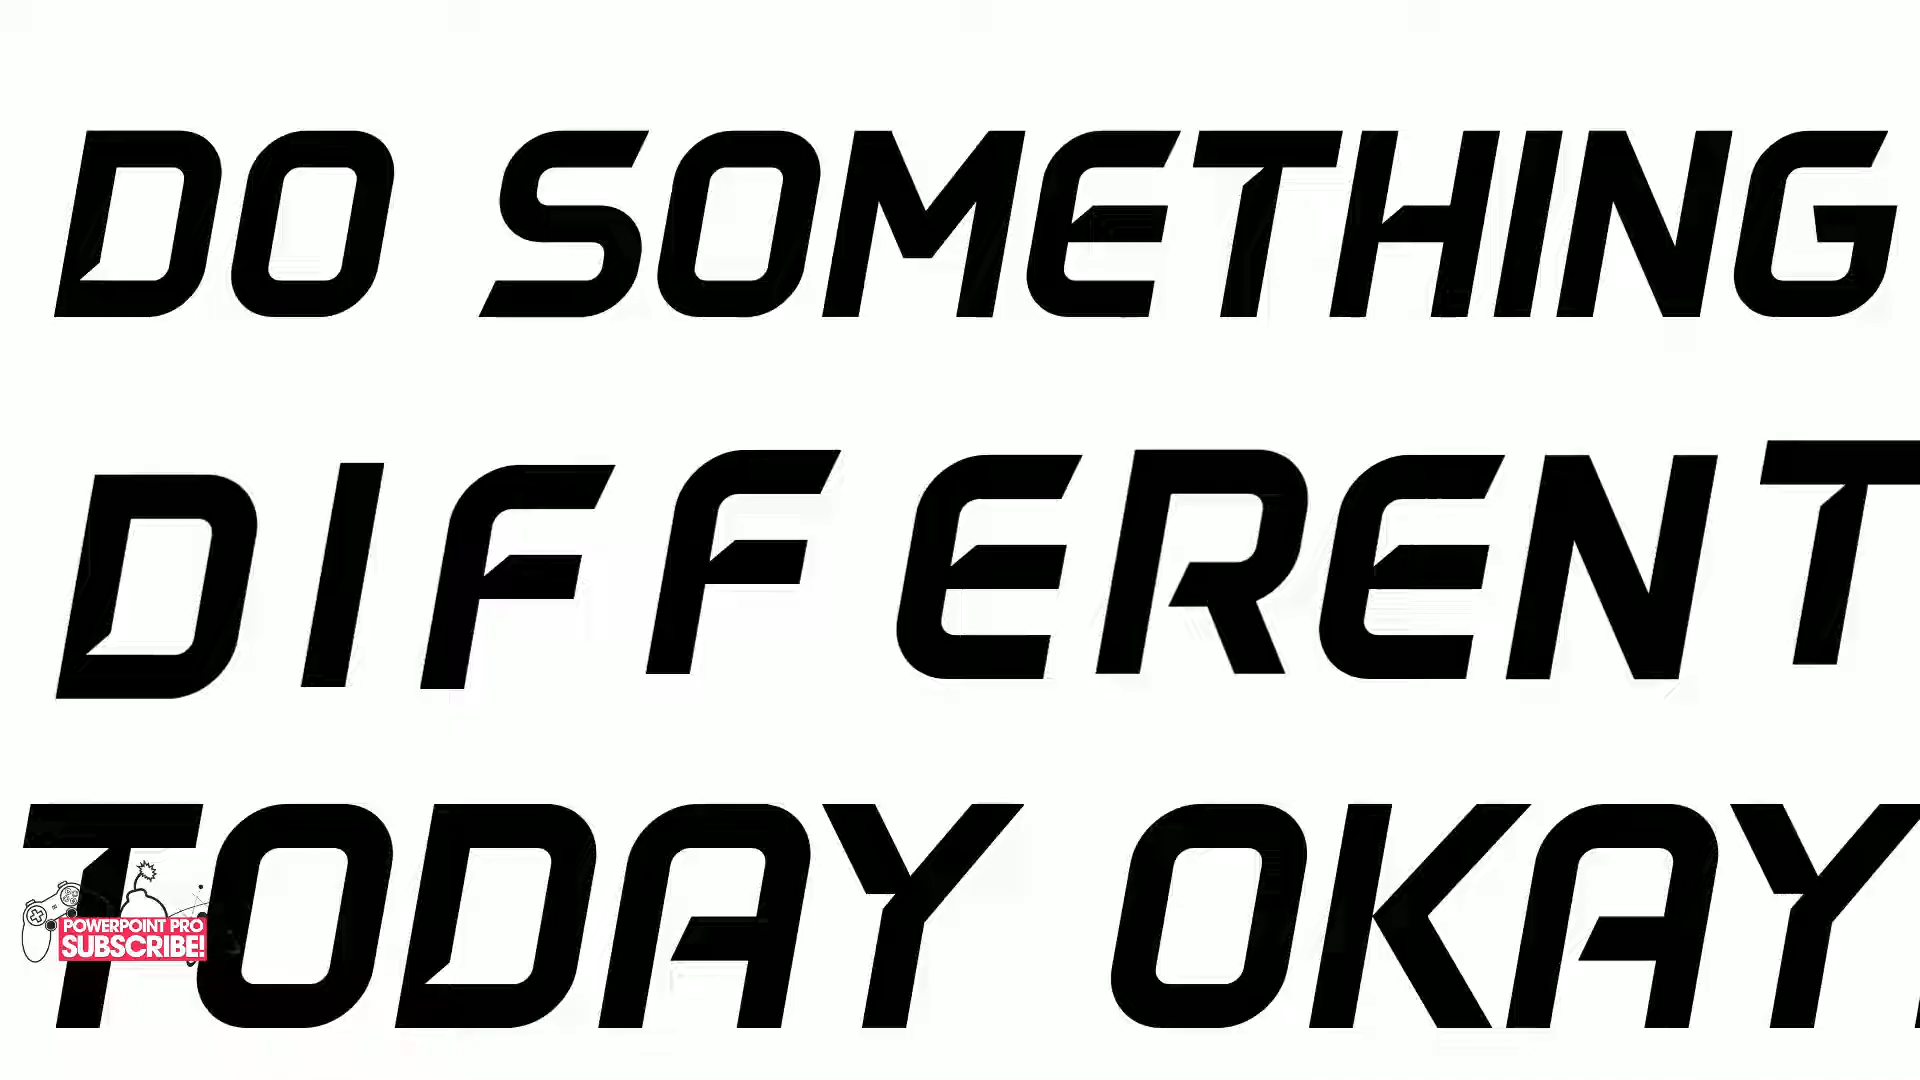 DO SOMETHING
DIFFERENT
TODAY OKAY
POWERPOINT PRO
SUBSCRIBE!